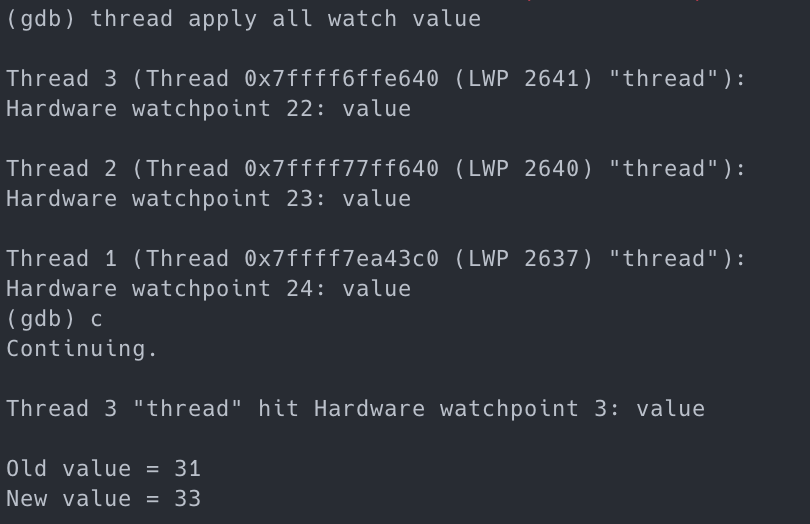 (gdb) thread apply all watch value
Thread 3 (Thread 0x7ffff6ffe640 (LWP 2641) "thread"):
Hardware watchpoint 22: value
Thread 2 (Thread 0x7ffff77ff640 (LWP 2640) "thread"):
Hardware watchpoint 23: value
Thread 1 (Thread 0x7ffff7ea43c0 (LWP 2637) "thread"):
Hardware watchpoint 24: value
(gdb) c
Continuing.
Thread 3 "thread" hit Hardware watchpoint 3: value
Old value = 31
New value = 33